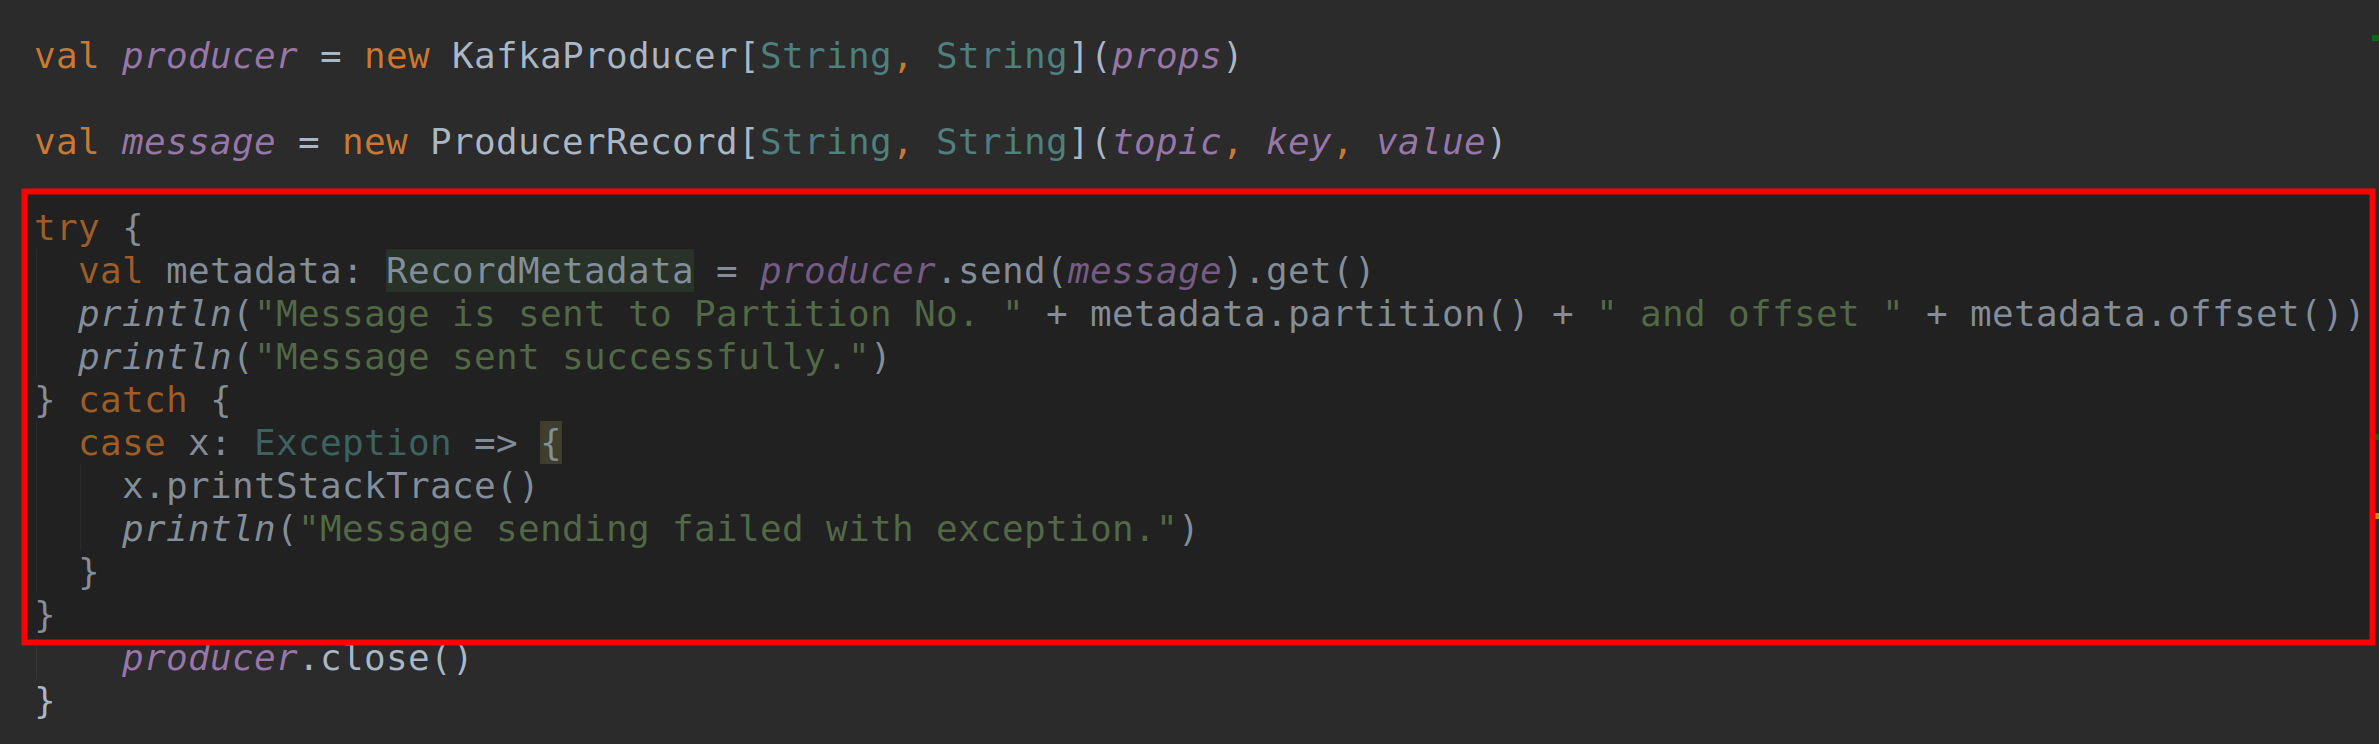 val producer = new KafkaProducer[String, String](props)
val message = new ProducerRecord[String, String](topic, key, value)
try {
val metadata: RecordMetadata = producer.send(message).get()
println("Message is sent to Partition No. " + metadata.partition() + " and offset " + metadata.offset())
println("Message sent successfully.")
} catch {
case x: Exception => {
x.printStackTrace()
println("Message sending failed with exception.")
}
}
producer.close()
}